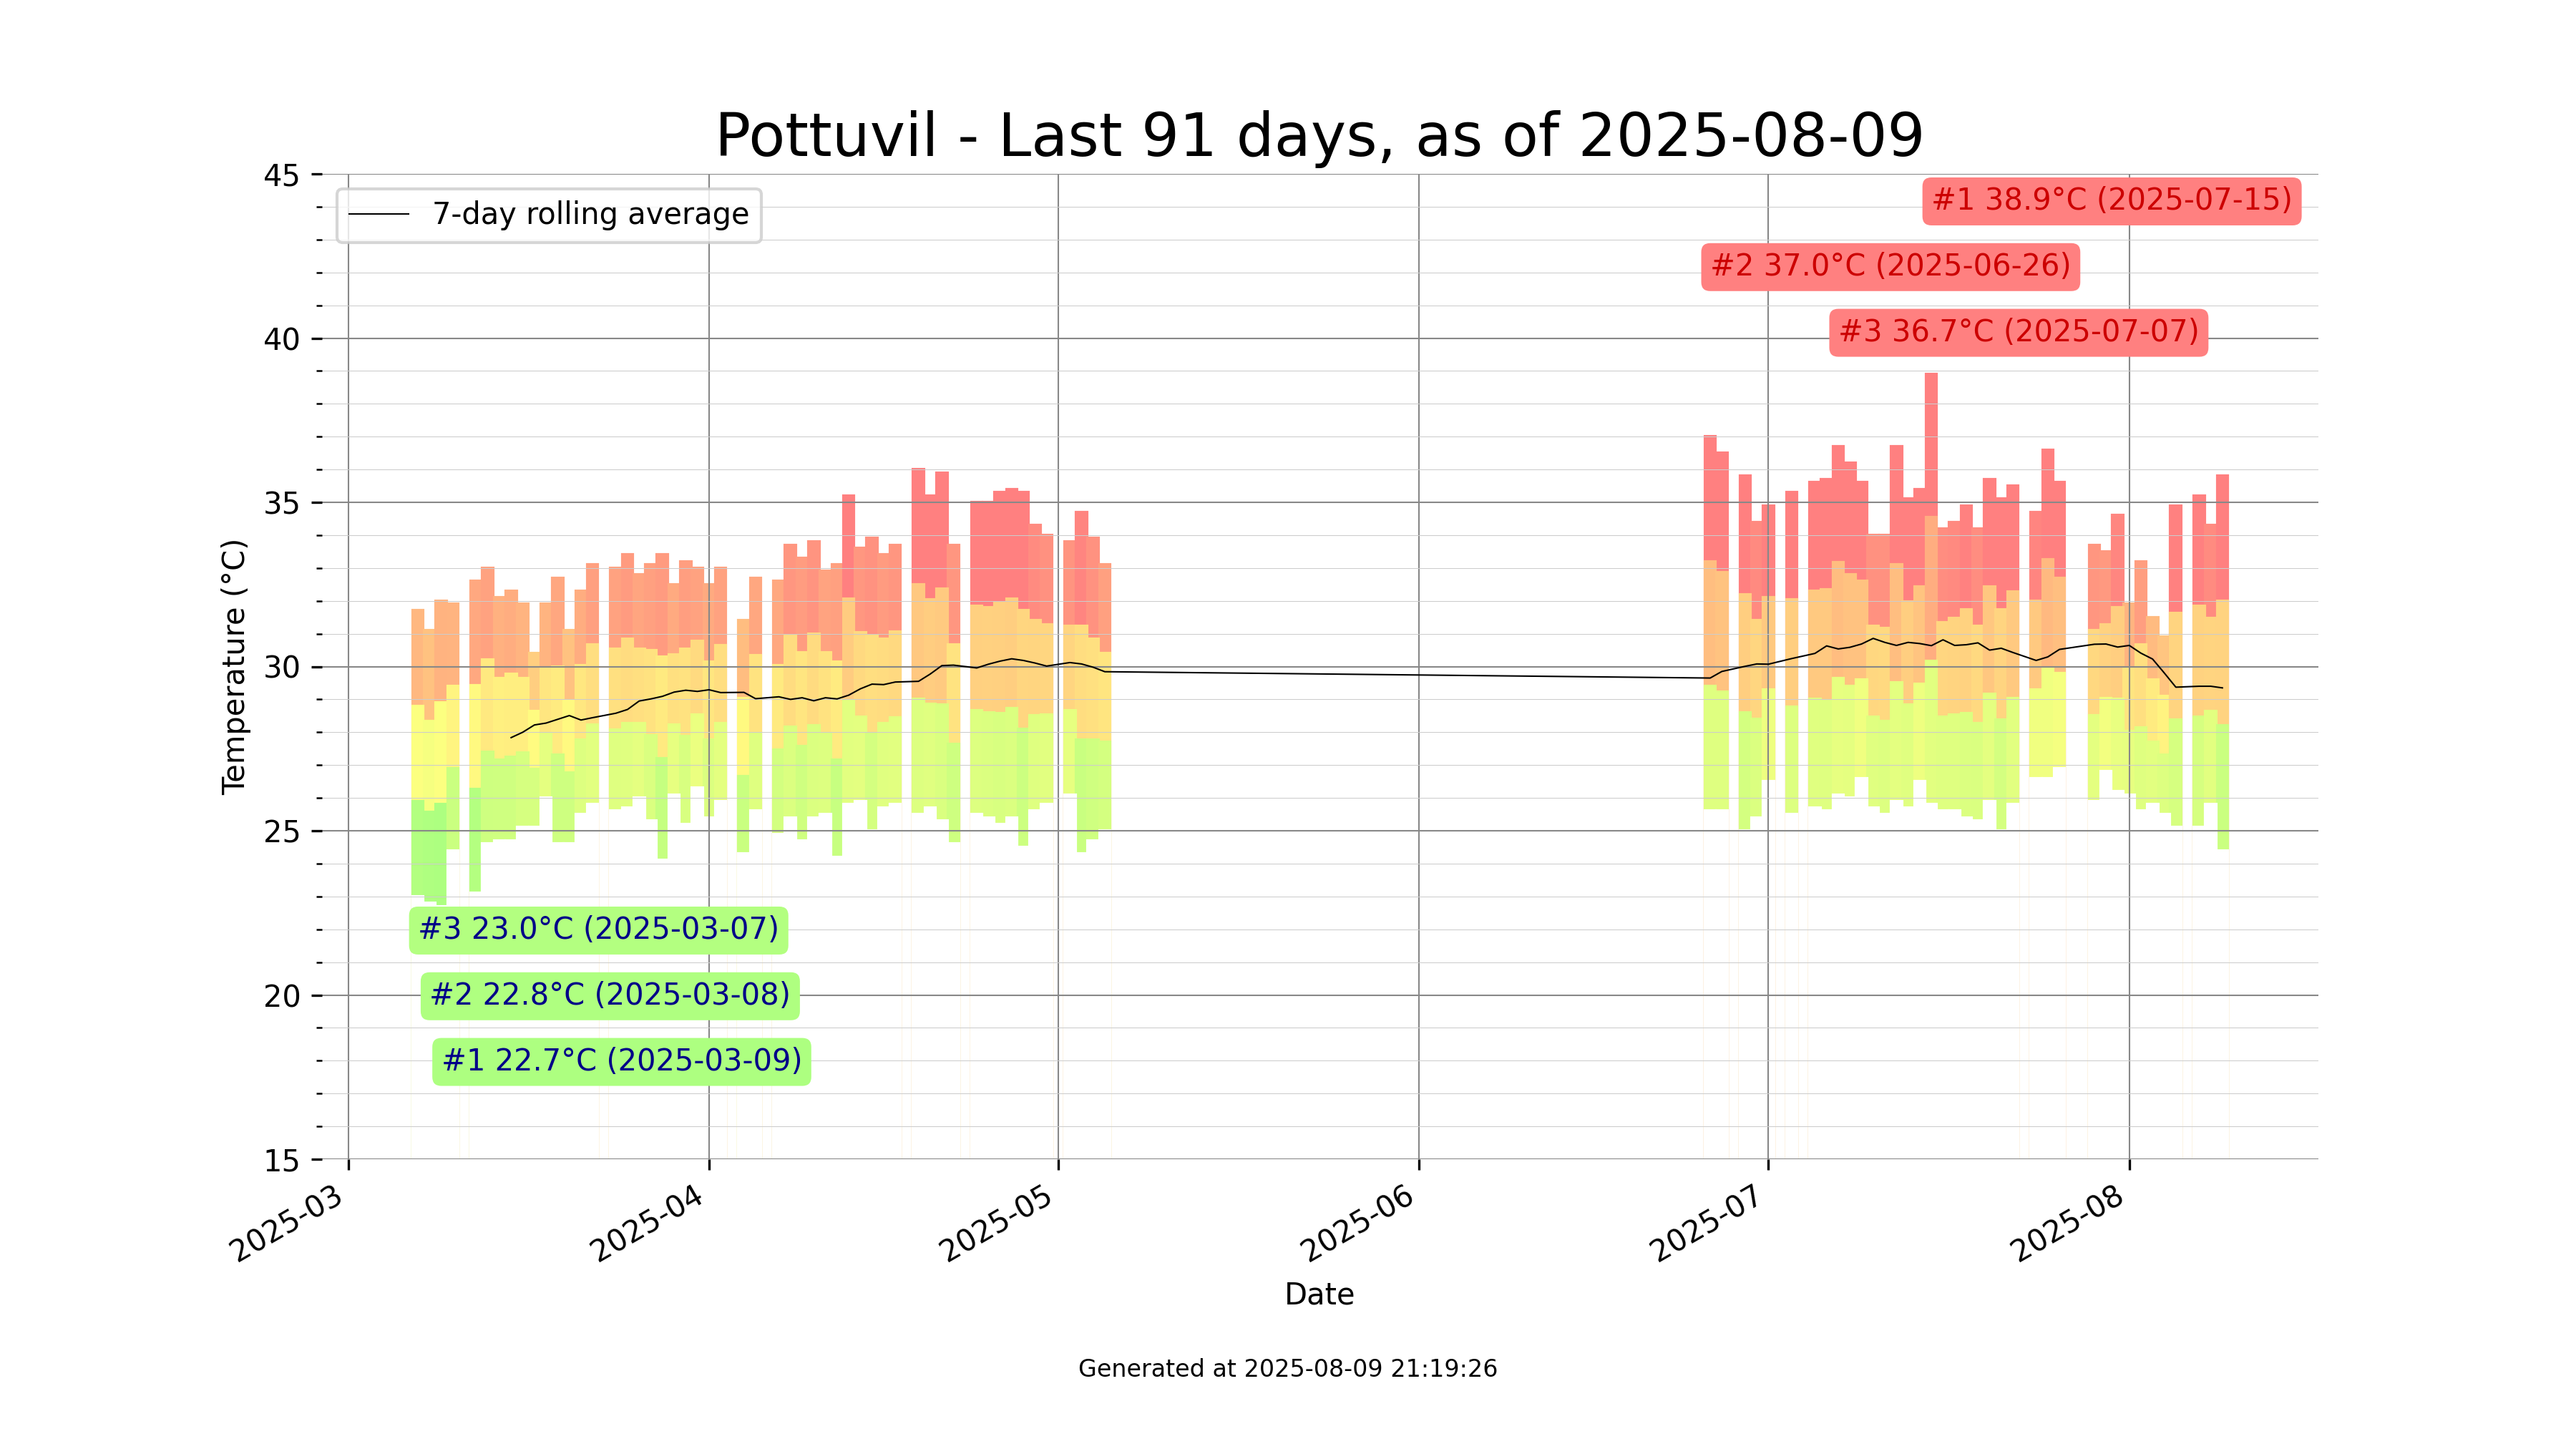 Pottuvil - Last 91 days, as of 2025-08-09
7-day rolling average
#1 38.9°C (2025-07-15)
#2 37.0°C (2025-06-26)
#3 36.7°C (2025-07-07)
45
40
35
30
25
20
15
Temperature (°C)
#3 23.0°C (2025-03-07)
#2 22.8°C (2025-03-08)
#1 22.7°C (2025-03-09)
2025-03
2025-04
2025-05
2025-06
2025-07
2025-08
Date
Generated at 2025-08-09 21:19:26